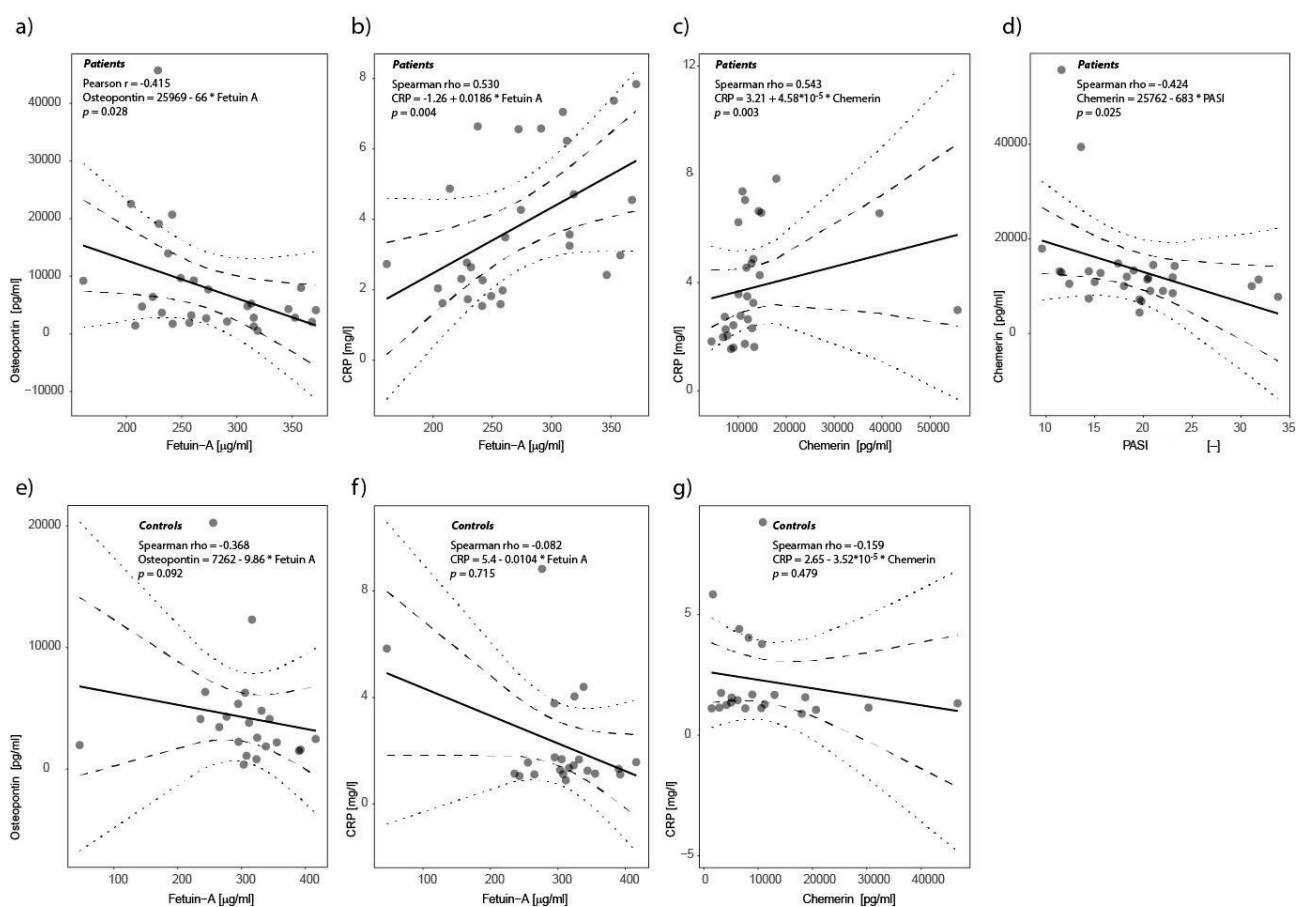 a)
Patients
Pearson r = -0.415
Osteopontin = 25969 - 66 * Fetuin A
p = 0.028
40000
30000
20000
10000
0
−10000
Osteopontin [pg/ml]
200 250 300 350
Fetuin−A [µg/ml]
b)
Patients
Spearman rho = 0.530
CRP = -1.26 + 0.0186 * Fetuin A
p = 0.004
8
6
4
2
0
CRP [mg/l]
200 250 300 350
Fetuin−A [µg/ml]
c)
Patients
Spearman rho = 0.543
CRP = 3.21 + 4.58*10⁻⁵ * Chemerin
p = 0.003
12
8
4
0
CRP [mg/l]
10000 20000 30000 40000 50000
Chemerin [pg/ml]
d)
Patients
Spearman rho = -0.424
Chemerin = 25762 - 683 * PASI
p = 0.025
40000
20000
0
Chemerin [pg/ml]
10 15 20 25 30 35
PASI [−]
e)
Controls
Spearman rho = -0.368
Osteopontin = 7262 - 9.86 * Fetuin A
p = 0.092
20000
10000
0
Osteopontin [pg/ml]
100 200 300 400
Fetuin−A [µg/ml]
f)
Controls
Spearman rho = -0.082
CRP = 5.4 - 0.0104 * Fetuin A
p = 0.715
8
4
0
CRP [mg/l]
100 200 300 400
Fetuin−A [µg/ml]
g)
Controls
Spearman rho = -0.159
CRP = 2.65 - 3.52*10⁻⁵ * Chemerin
p = 0.479
5
0
−5
CRP [mg/l]
0 10000 20000 30000 40000
Chemerin [pg/ml]